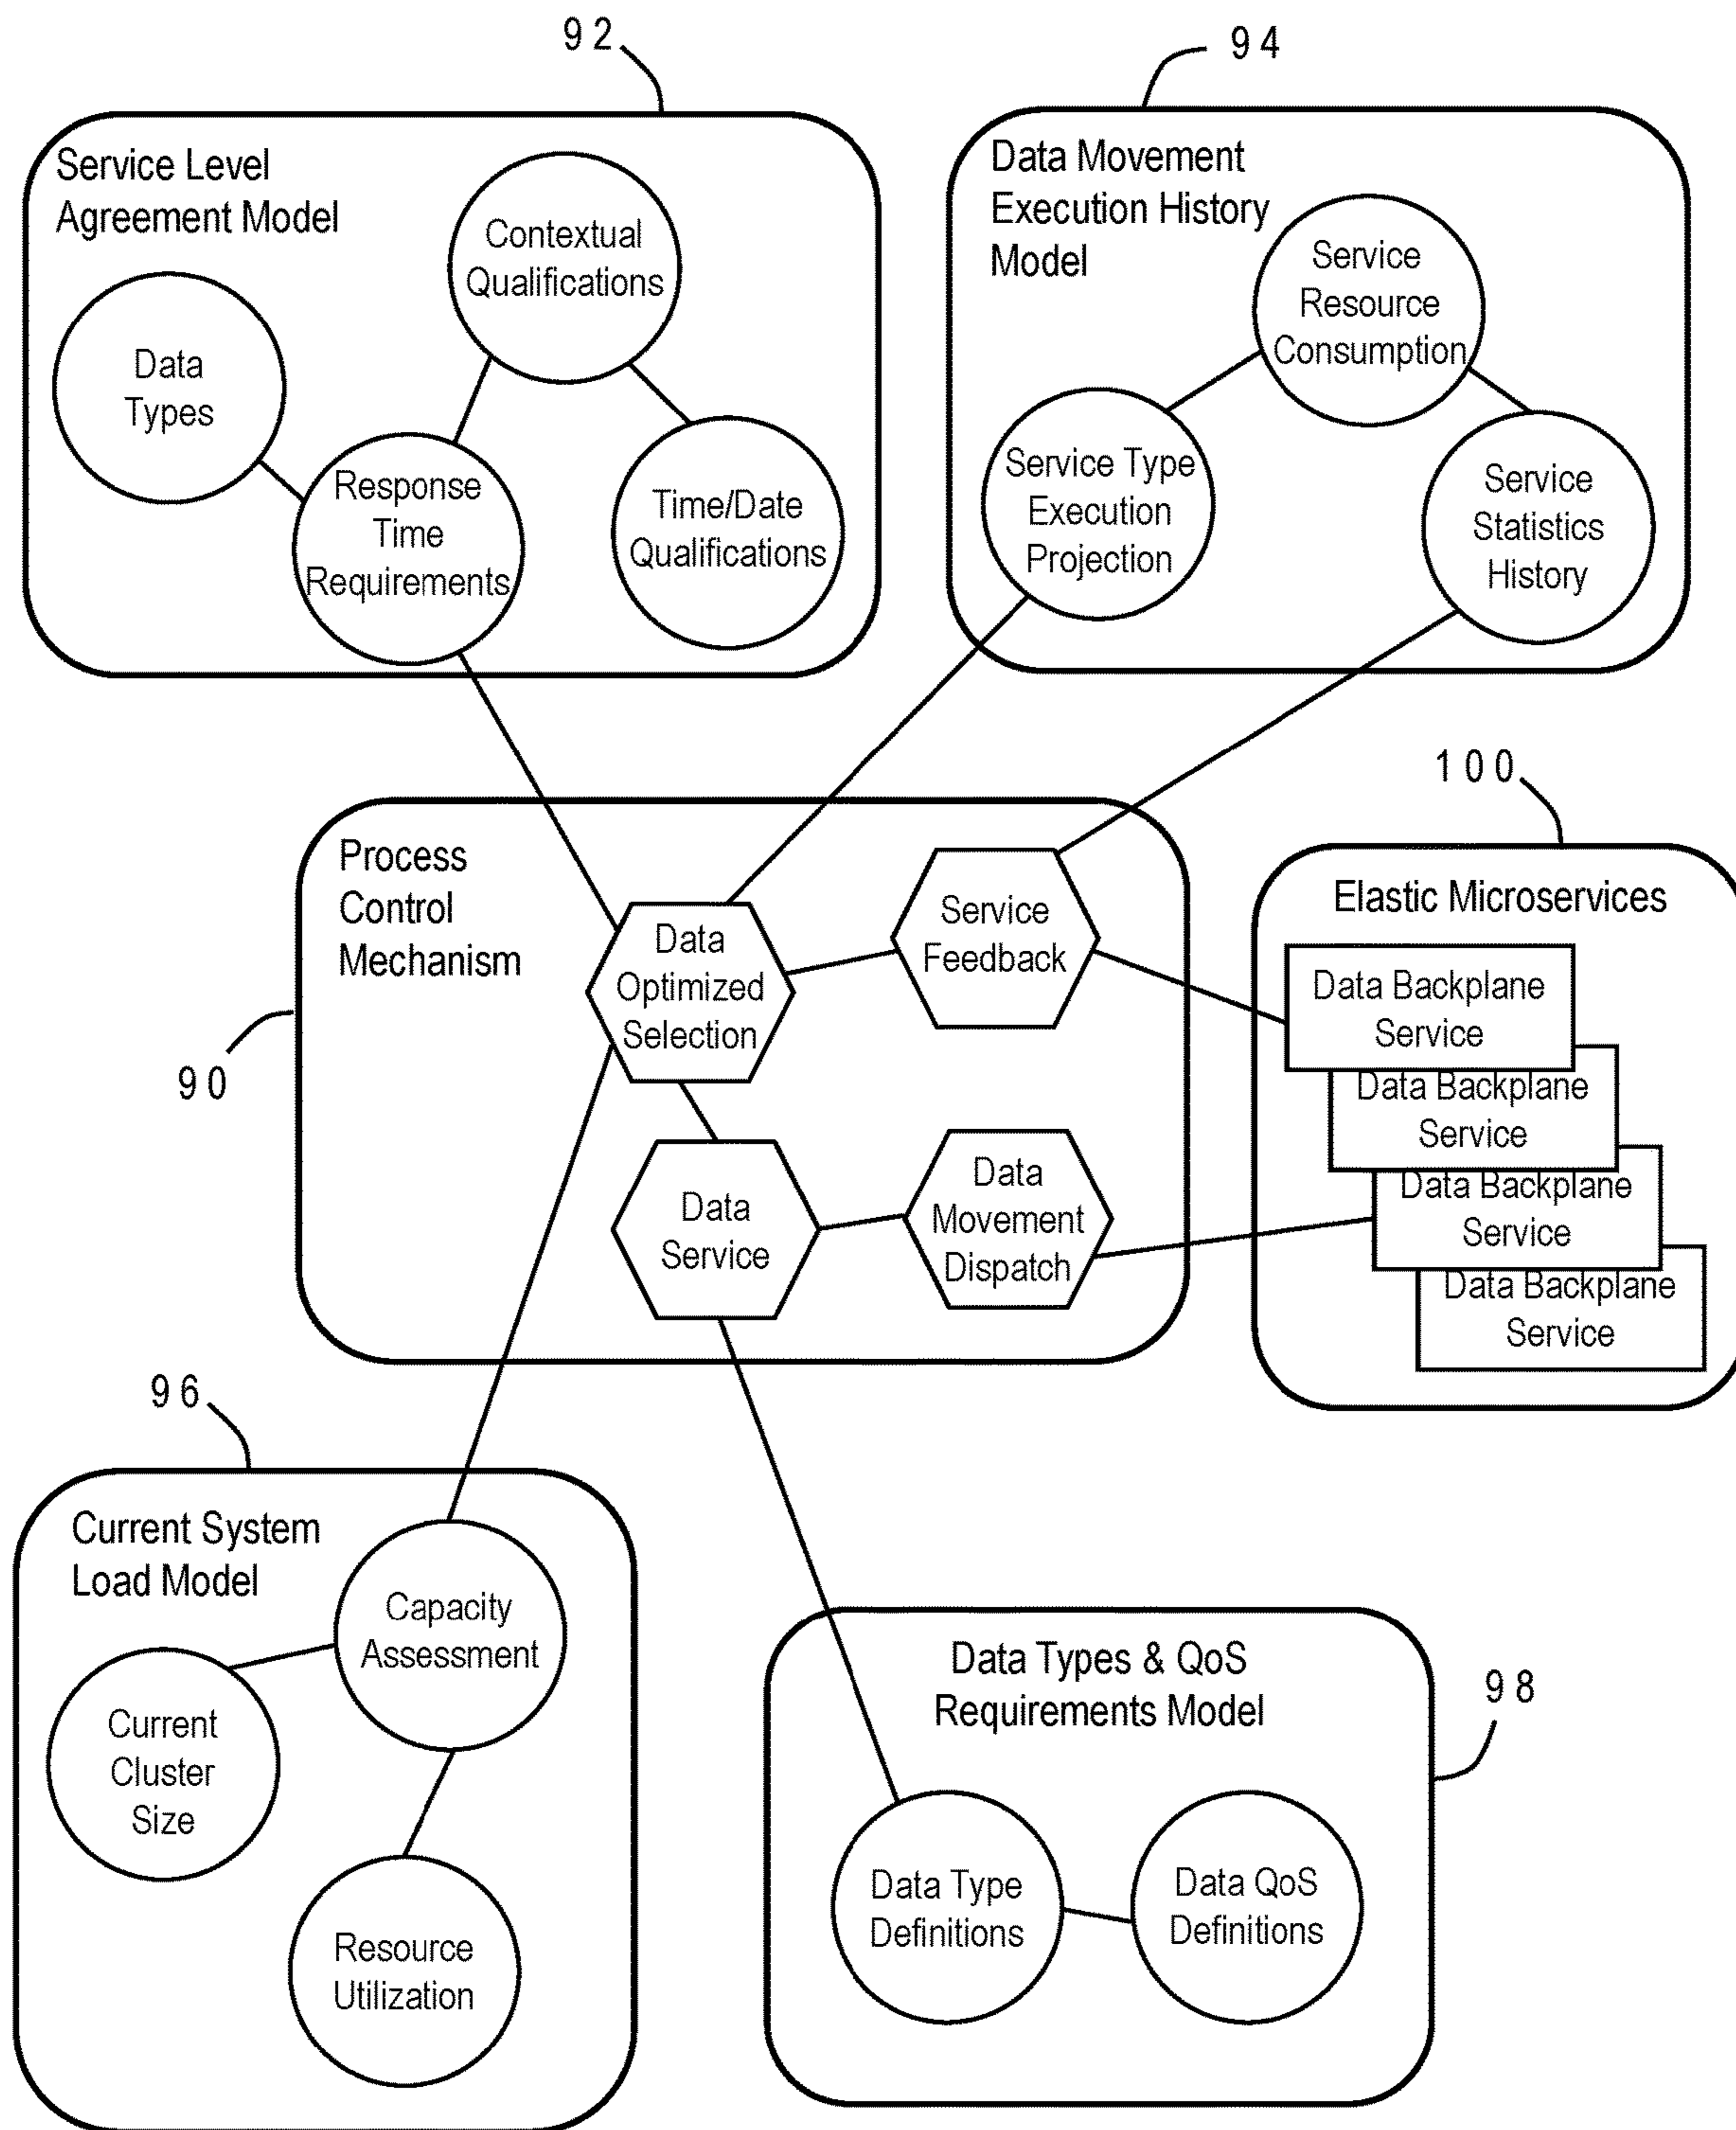 92
94
Service Level
Agreement Model
Contextual
Qualifications
Data
Types
Response
Time
Requirements
Time/Date
Qualifications
Data Movement
Execution History
Model
Service
Resource
Consumption
Service Type
Execution
Projection
Service
Statistics
History
100
Process
Control
Mechanism
Data
Optimized
Selection
Service
Feedback
Data
Service
Data
Movement
Dispatch
90
Elastic Microservices
Data Backplane
Service
Data Backplane
Service
Data Backplane
Service
Data Backplane
Service
96
Current System
Load Model
Capacity
Assessment
Current
Cluster
Size
Resource
Utilization
Data Types & QoS
Requirements Model
98
Data Type
Definitions
Data QoS
Definitions